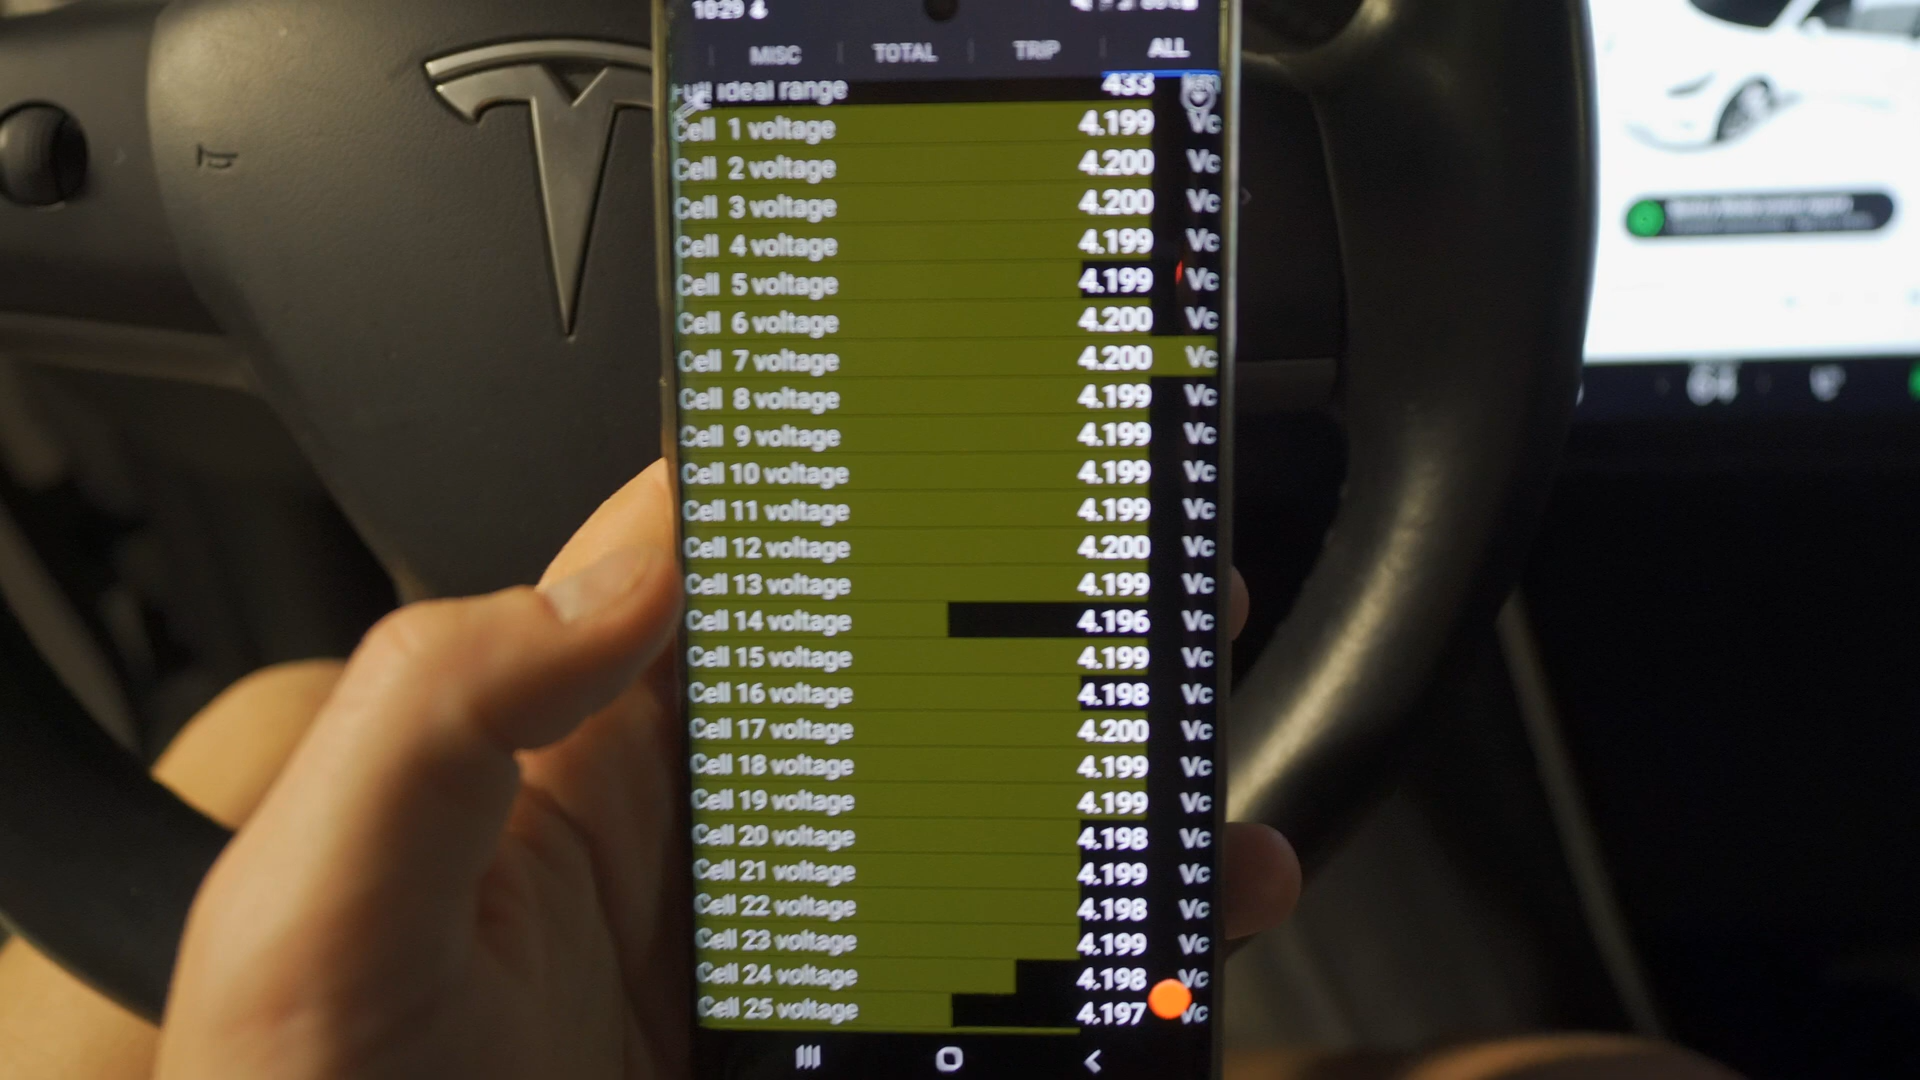 10:29
MISC TOTAL TRIP ALL
Full ideal range 433
Cell 1 voltage 4.199 Vc
Cell 2 voltage 4.200 Vc
Cell 3 voltage 4.200 Vc
Cell 4 voltage 4.199 Vc
Cell 5 voltage 4.199 Vc
Cell 6 voltage 4.200 Vc
Cell 7 voltage 4.200 Vc
Cell 8 voltage 4.199 Vc
Cell 9 voltage 4.199 Vc
Cell 10 voltage 4.199 Vc
Cell 11 voltage 4.199 Vc
Cell 12 voltage 4.200 Vc
Cell 13 voltage 4.199 Vc
Cell 14 voltage 4.196 Vc
Cell 15 voltage 4.199 Vc
Cell 16 voltage 4.198 Vc
Cell 17 voltage 4.200 Vc
Cell 18 voltage 4.199 Vc
Cell 19 voltage 4.199 Vc
Cell 20 voltage 4.198 Vc
Cell 21 voltage 4.199 Vc
Cell 22 voltage 4.198 Vc
Cell 23 voltage 4.199 Vc
Cell 24 voltage 4.198 Vc
Cell 25 voltage 4.197 Vc